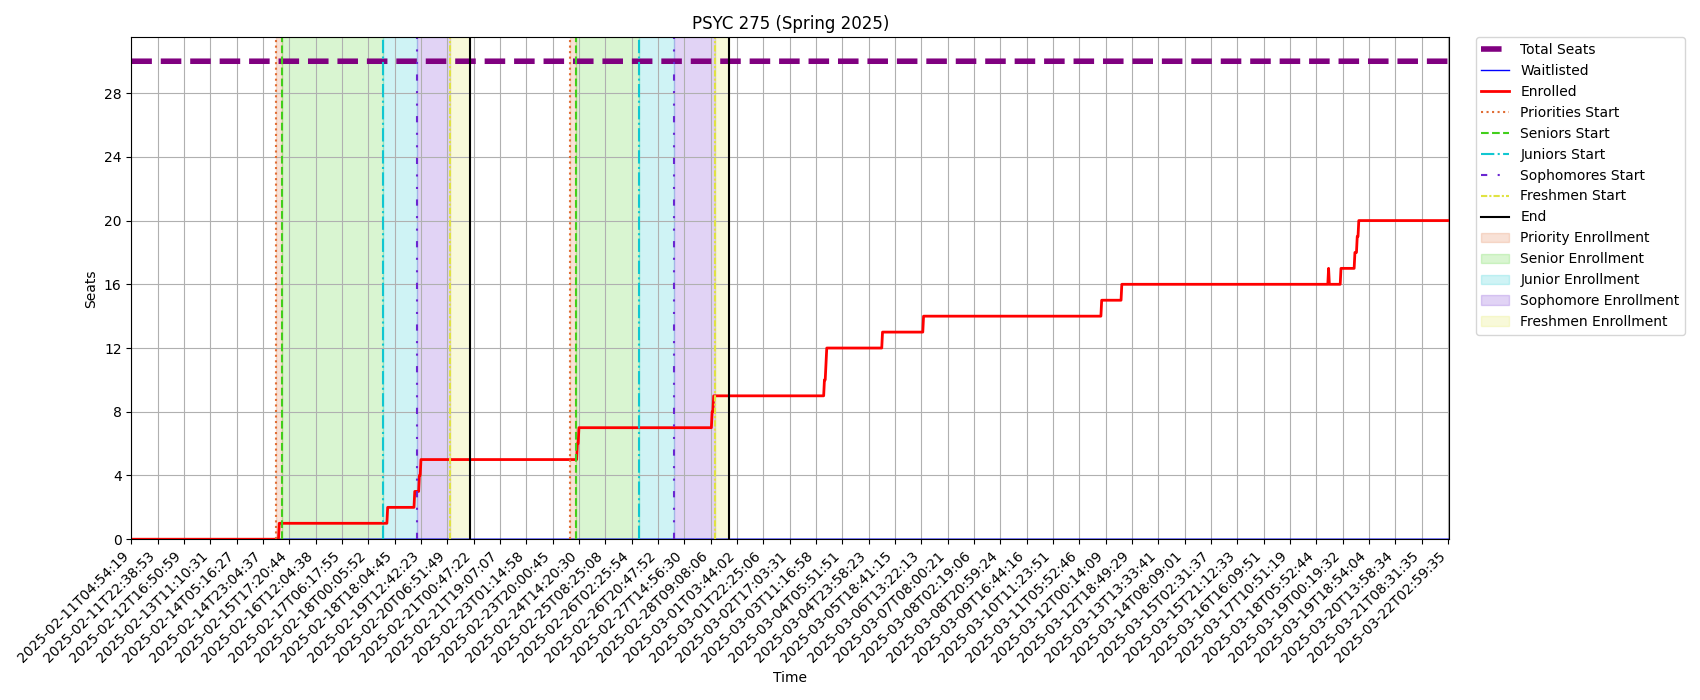 PSYC 275 (Spring 2025)
Seats
28
24
20
16
12
8
4
0
2025-02-11T04:54:19
2025-02-11T22:38:53
2025-02-12T16:50:59
2025-02-13T11:10:31
2025-02-14T05:16:27
2025-02-14T23:04:37
2025-02-15T17:20:44
2025-02-16T12:04:38
2025-02-17T06:17:55
2025-02-18T00:05:52
2025-02-18T18:04:45
2025-02-19T12:42:23
2025-02-20T06:51:49
2025-02-21T00:47:22
2025-02-21T19:07:07
2025-02-22T13:14:58
2025-02-23T20:00:45
2025-02-24T14:20:30
2025-02-25T08:25:08
2025-02-26T02:25:54
2025-02-26T20:47:52
2025-02-27T14:56:30
2025-02-28T09:08:06
2025-03-01T03:44:02
2025-03-01T22:25:06
2025-03-02T17:03:31
2025-03-03T11:16:58
2025-03-04T05:51:51
2025-03-04T23:58:23
2025-03-05T18:41:15
2025-03-06T13:22:13
2025-03-07T08:00:21
2025-03-08T02:19:06
2025-03-08T20:59:24
2025-03-09T16:44:16
2025-03-10T11:23:51
2025-03-11T05:52:46
2025-03-12T00:14:09
2025-03-12T18:49:29
2025-03-13T13:33:41
2025-03-14T08:09:01
2025-03-15T02:31:37
2025-03-15T21:12:33
2025-03-16T16:09:51
2025-03-17T10:51:19
2025-03-18T05:52:44
2025-03-19T00:19:32
2025-03-19T18:54:04
2025-03-20T13:58:34
2025-03-21T08:31:35
2025-03-22T02:59:35
Time
Total Seats
Waitlisted
Enrolled
Priorities Start
Seniors Start
Juniors Start
Sophomores Start
Freshmen Start
End
Priority Enrollment
Senior Enrollment
Junior Enrollment
Sophomore Enrollment
Freshmen Enrollment